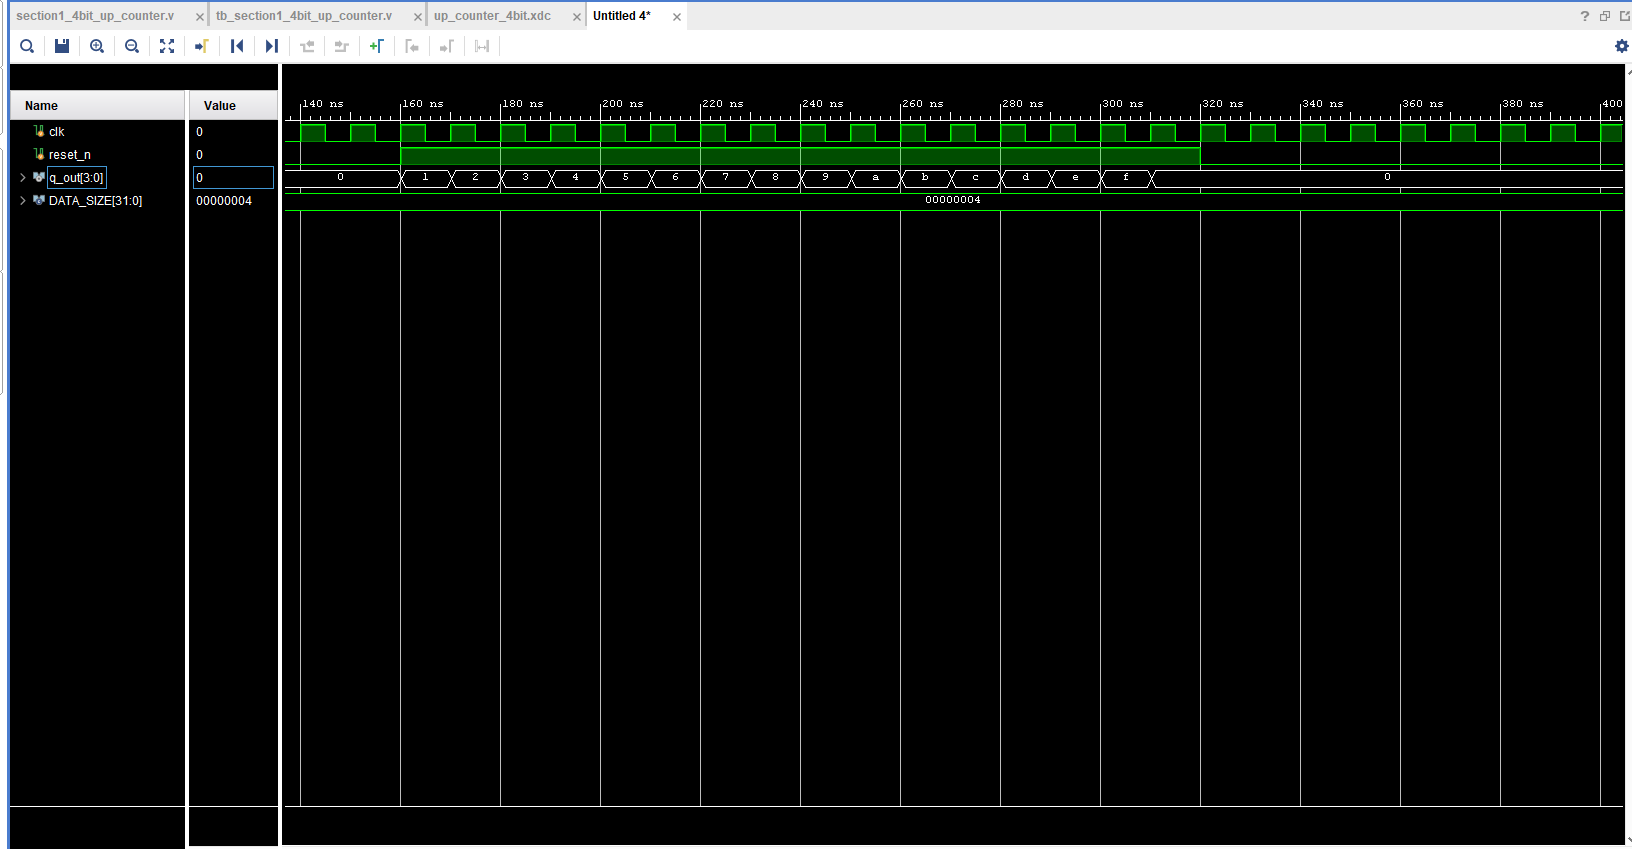 section1_4bit_up_counter.v × tb_section1_4bit_up_counter.v × up_counter_4bit.xdc × Untitled 4* × ?
Name Value 140 ns 160 ns 180 ns 200 ns 220 ns 240 ns 260 ns 280 ns 300 ns 320 ns 340 ns 360 ns 380 ns 400
clk 0
reset_n 0
q_out[3:0] 0 0 1 2 3 4 5 6 7 8 9 a b c d e f 0
DATA_SIZE[31:0] 00000004 00000004